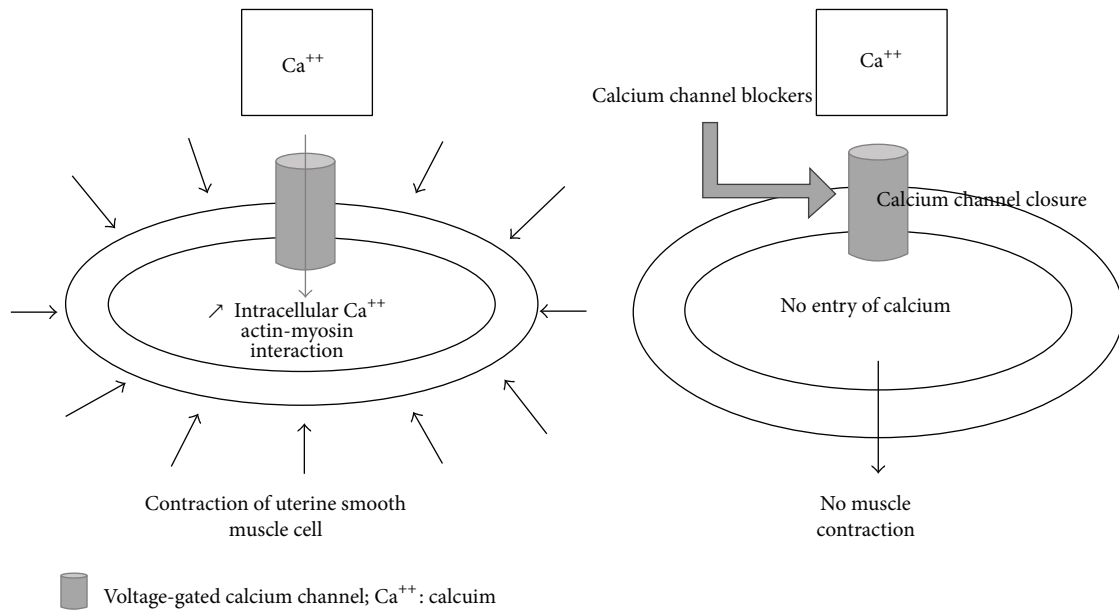 Ca++
↗ Intracellular Ca++
actin-myosin
interaction
Contraction of uterine smooth
muscle cell
Ca++
Calcium channel blockers
Calcium channel closure
No entry of calcium
No muscle
contraction
Voltage-gated calcium channel; Ca++: calcuim